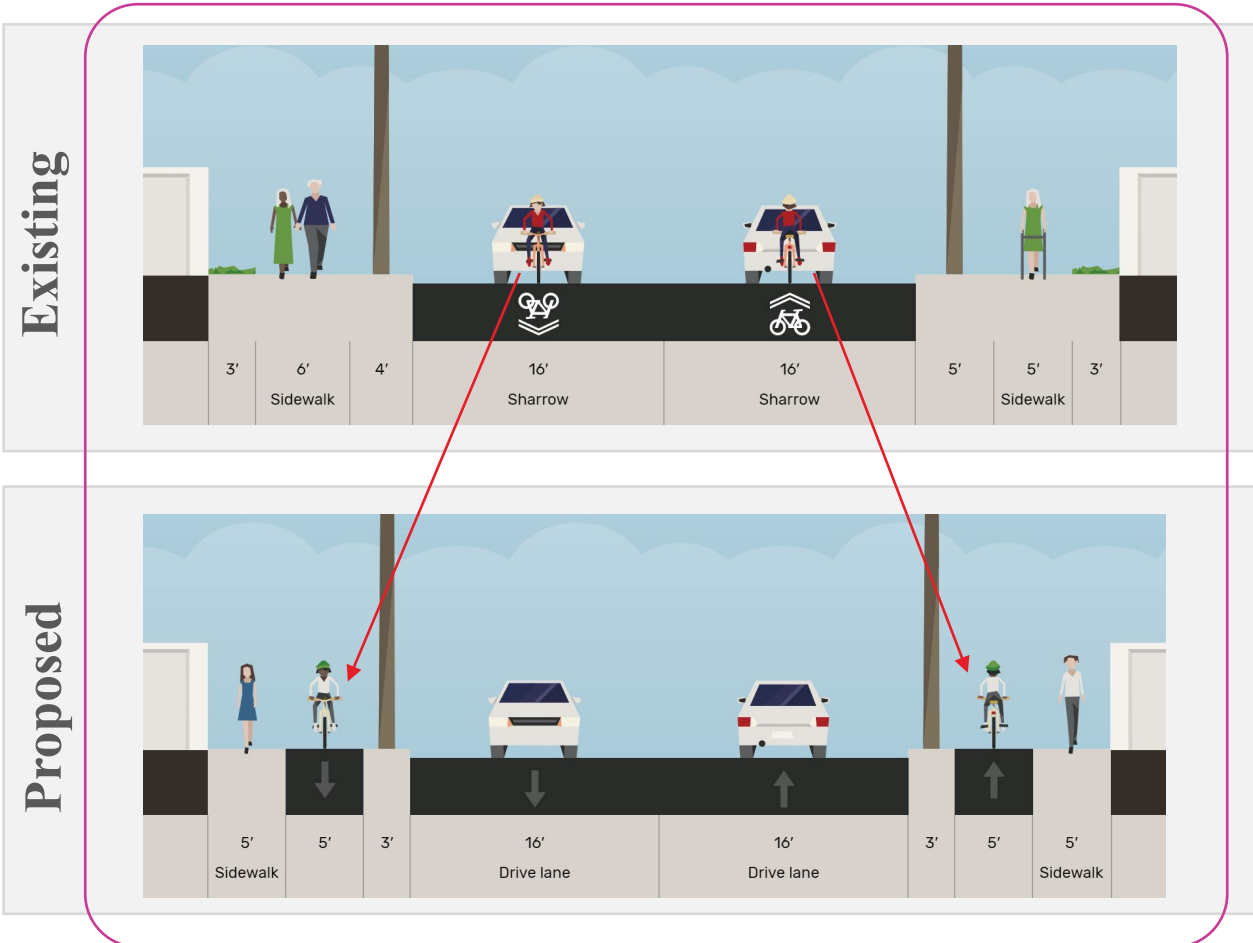 Existing
3′ 6′ 4′ 16′ 16′ 5′ 5′ 3′
Sidewalk Sharrow Sharrow Sidewalk
Proposed
5′ 5′ 3′ 16′ 16′ 3′ 5′ 5′
Sidewalk Drive lane Drive lane Sidewalk